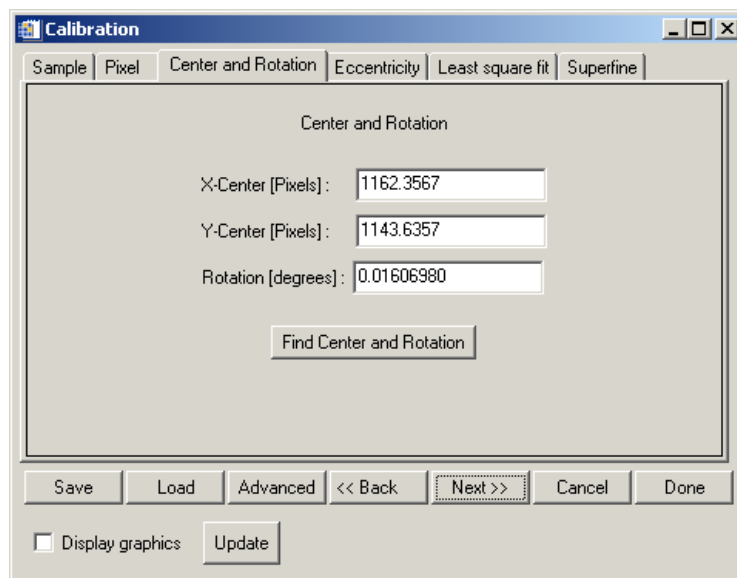 Calibration
Sample Pixel Center and Rotation Eccentricity Least square fit Superfine
Center and Rotation
X-Center [Pixels] : 1162.3567
Y-Center [Pixels] : 1143.6357
Rotation [degrees] : 0.01606980
Find Center and Rotation
Save Load Advanced << Back Next >> Cancel Done
Display graphics Update